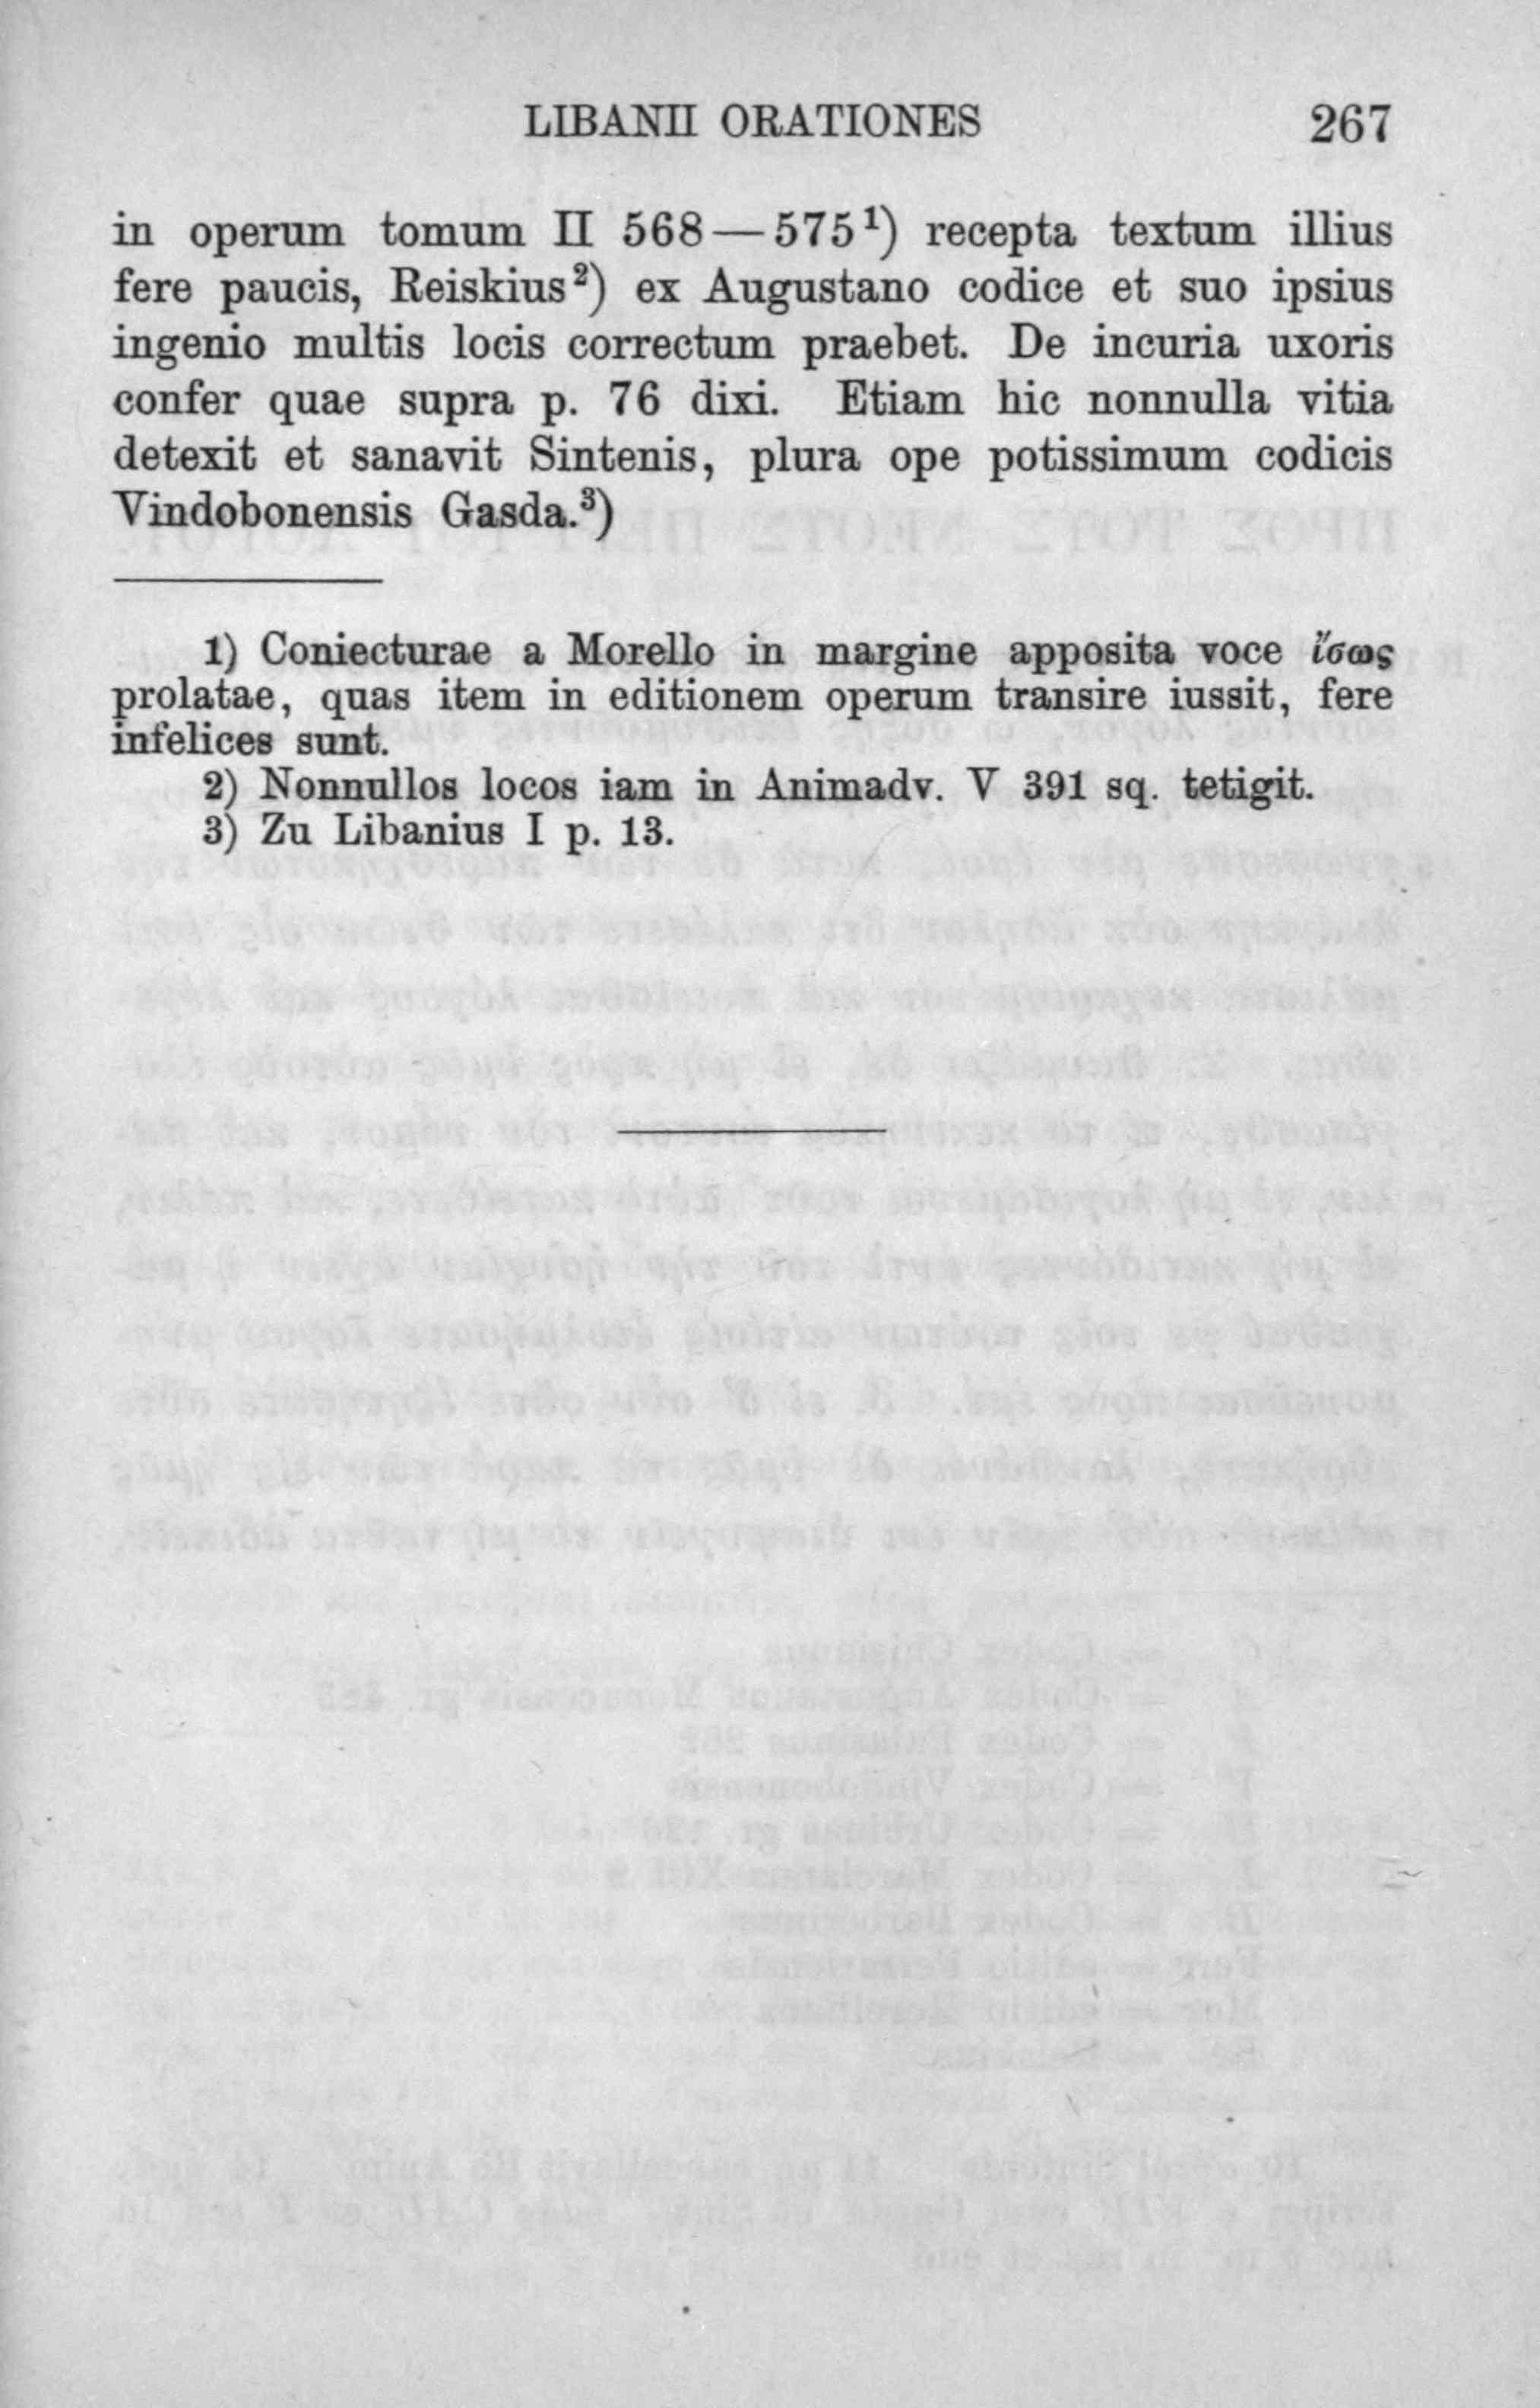 LIBANII ORATIONES 267
in operum tomum II 568—575¹) recepta textum illius
fere paucis, Reiskius²) ex Augustano codice et suo ipsius
ingenio multis locis correctum praebet. De incuria uxoris
confer quae supra p. 76 dixi. Etiam hic nonnulla vitia
detexit et sanavit Sintenis, plura ope potissimum codicis
Vindobonensis Gasda.³)
1) Coniecturae a Morello in margine apposita voce ἴσως
prolatae, quas item in editionem operum transire iussit, fere
infelices sunt.
2) Nonnullos locos iam in Animadv. V 391 sq. tetigit.
3) Zu Libanius I p. 13.